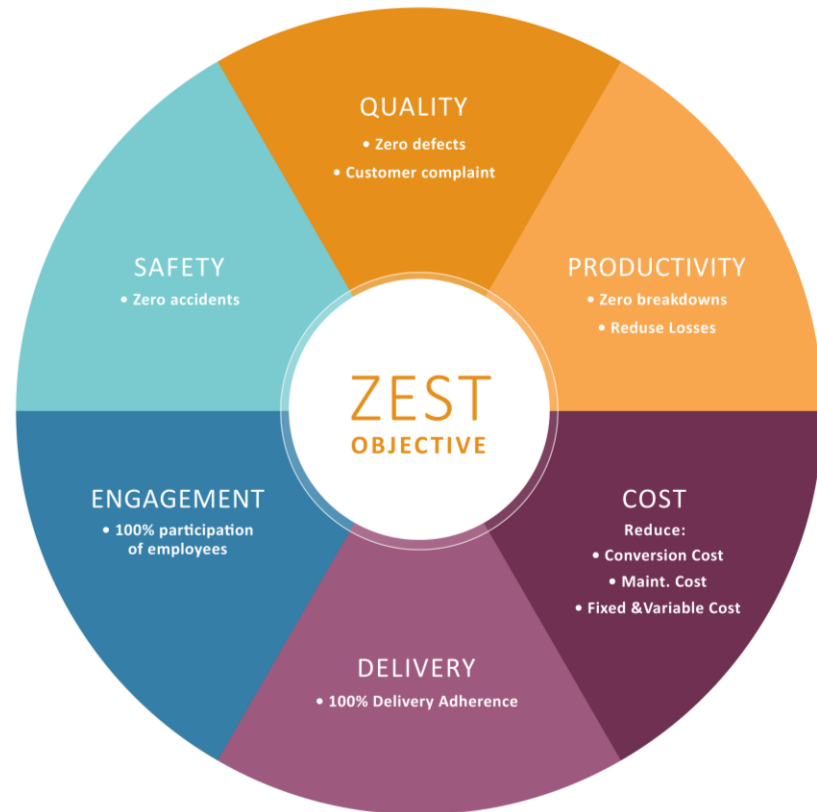 QUALITY
• Zero defects
• Customer complaint
SAFETY
• Zero accidents
PRODUCTIVITY
• Zero breakdowns
• Reduse Losses
ZEST
OBJECTIVE
ENGAGEMENT
• 100% participation
of employees
COST
Reduce:
• Conversion Cost
• Maint. Cost
• Fixed &Variable Cost
DELIVERY
• 100% Delivery Adherence